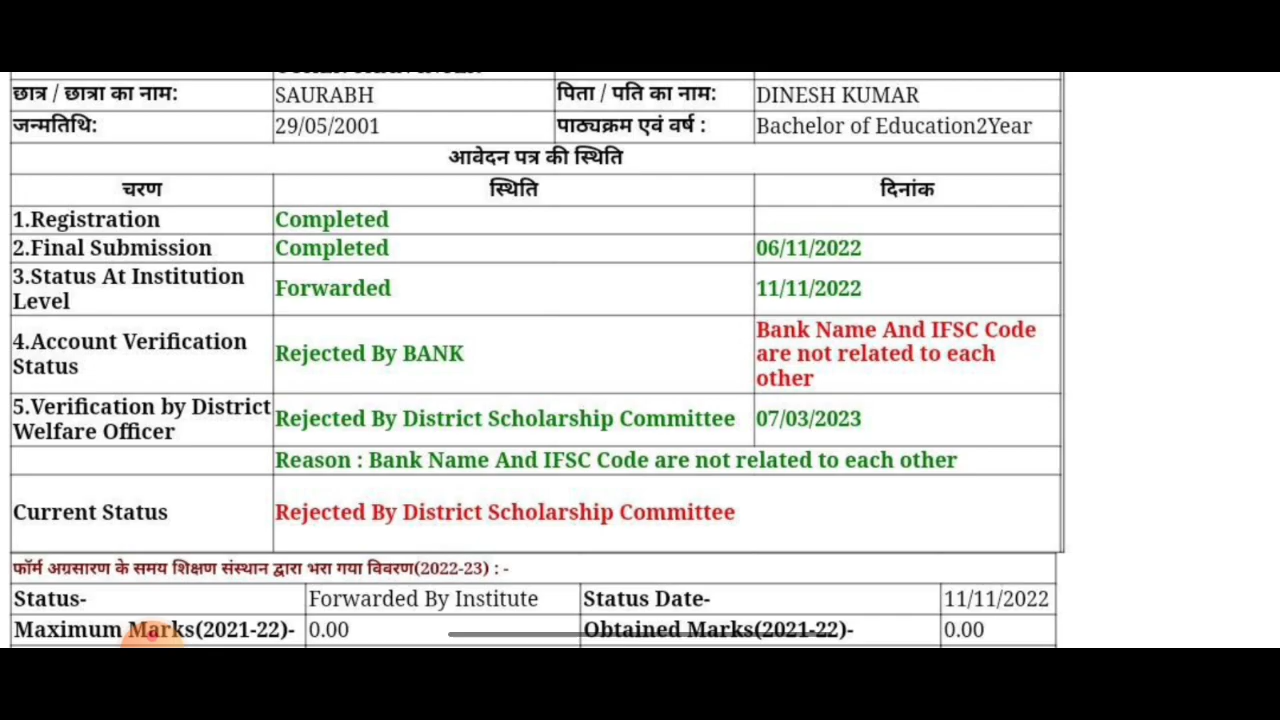 छात्र / छात्रा का नाम: SAURABH पिता / पति का नाम: DINESH KUMAR
जन्मतिथि: 29/05/2001 पाठ्यक्रम एवं वर्ष : Bachelor of Education2Year
आवेदन पत्र की स्थिति
चरण स्थिति दिनांक
1.Registration Completed
2.Final Submission Completed 06/11/2022
3.Status At Institution
Level
Forwarded 11/11/2022
4.Account Verification
Status
Rejected By BANK
Bank Name And IFSC Code
are not related to each
other
5.Verification by District
Welfare Officer
Rejected By District Scholarship Committee 07/03/2023
Reason : Bank Name And IFSC Code are not related to each other
Current Status Rejected By District Scholarship Committee
फॉर्म अग्रसारण के समय शिक्षण संस्थान द्वारा भरा गया विवरण(2022-23) : -
Status- Forwarded By Institute Status Date- 11/11/2022
Maximum Marks(2021-22)- 0.00 Obtained Marks(2021-22)- 0.00